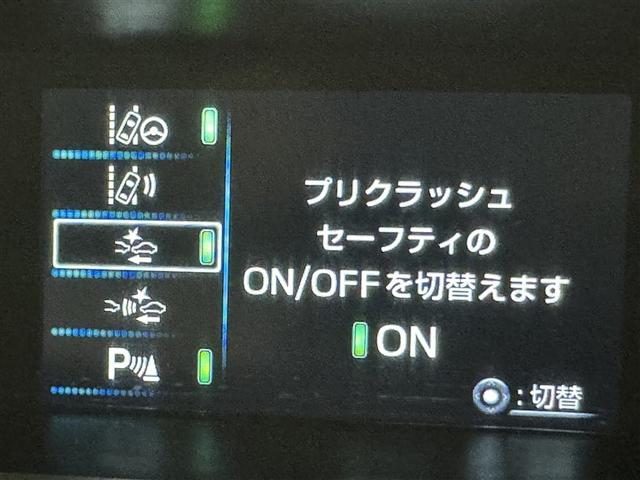 プリクラッシュ
セーフティの
ON/OFFを切替えます
ON
P
:切替